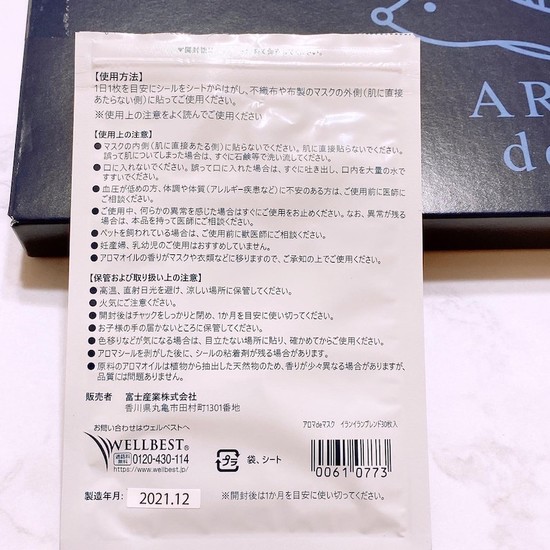 AR
de
【使用方法】
1日1枚を目安にシールをシートからはがし、不織布や布製のマスクの外側(肌に直接
あたらない側)に貼ってご使用ください。
※使用上の注意をよく読んでご使用ください
【使用上の注意】
●マスクの内側(肌に直接あたる側)に貼らないでください。肌に直接貼らないでください。
誤って肌についてしまった場合は、すぐに石鹸等で洗い流してください。
●口に入れないでください。誤って口に入れた場合は、すぐに吐き出し、口内を大量の水で
すすいでください。
●血圧が低めの方、体調や体質(アレルギー疾患など)に不安のある方は、ご使用前に医師に
ご相談ください。
●ご使用中、何らかの異常を感じた場合はすぐにご使用をお止めください。なお、異常が残る
場合は、本品を持って医師にご相談ください。
●ペットを飼われている場合は、ご使用前に獣医師にご相談ください。
●妊産婦、乳幼児のご使用はおすすめしていません。
●アロマオイルの香りがマスクや衣類などに移りますので、ご承知の上でご使用ください。
【保管および取り扱い上の注意】
●高温、直射日光を避け、涼しい場所に保管してください。
●火気にご注意ください。
●開封後はチャックをしっかりと閉め、1か月を目安に使い切ってください。
●お子様の手の届かないところに保管してください。
●色移りなどが気になる場合は、目立たない場所に貼り、確かめてからご使用ください。
●アロマシールを剥がした後に、シールの粘着剤が残る場合があります。
●原料のアロマオイルは植物から抽出した天然物のため、香りが少々異なる場合がありますが、
品質には問題ありません。
販売者 富士産業株式会社
香川県丸亀市田村町1301番地
お問い合わせはウェルベストへ
WELLBEST®
通話料無料 0120-430-114
https://www.wellbest.jp/
プラ 袋、シート
アロマdeマスク イランイランブレンド30枚入
0061 0773
製造年月: 2021.12
※開封後は1か月を目安に使い切ってください。